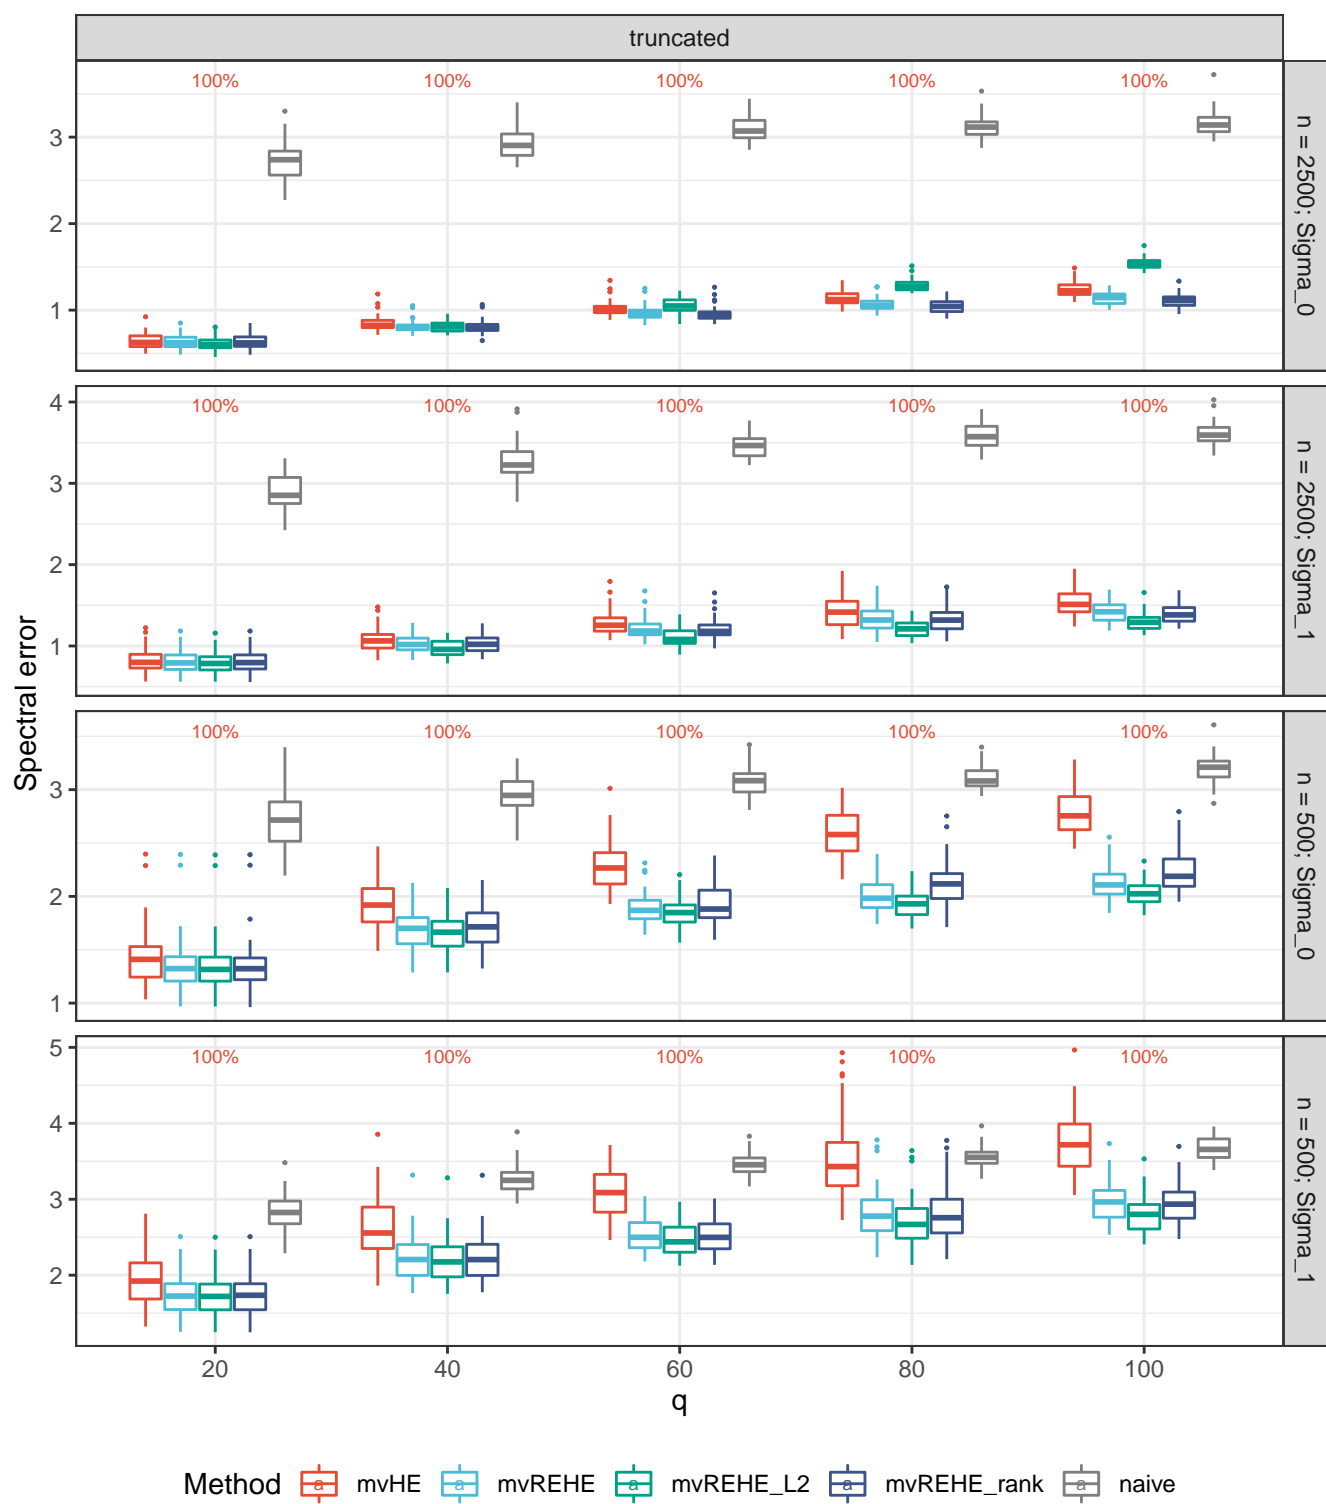 truncated
100% 100% 100% 100% 100%
3
2
1
n = 2500; Sigma_0
100% 100% 100% 100% 100%
4
3
2
1
n = 2500; Sigma_1
Spectral error
100% 100% 100% 100% 100%
3
2
1
n = 500; Sigma_0
100% 100% 100% 100% 100%
5
4
3
2
n = 500; Sigma_1
20 40 60 80 100
q
Method a mvHE a mvREHE a mvREHE_L2 a mvREHE_rank a naive